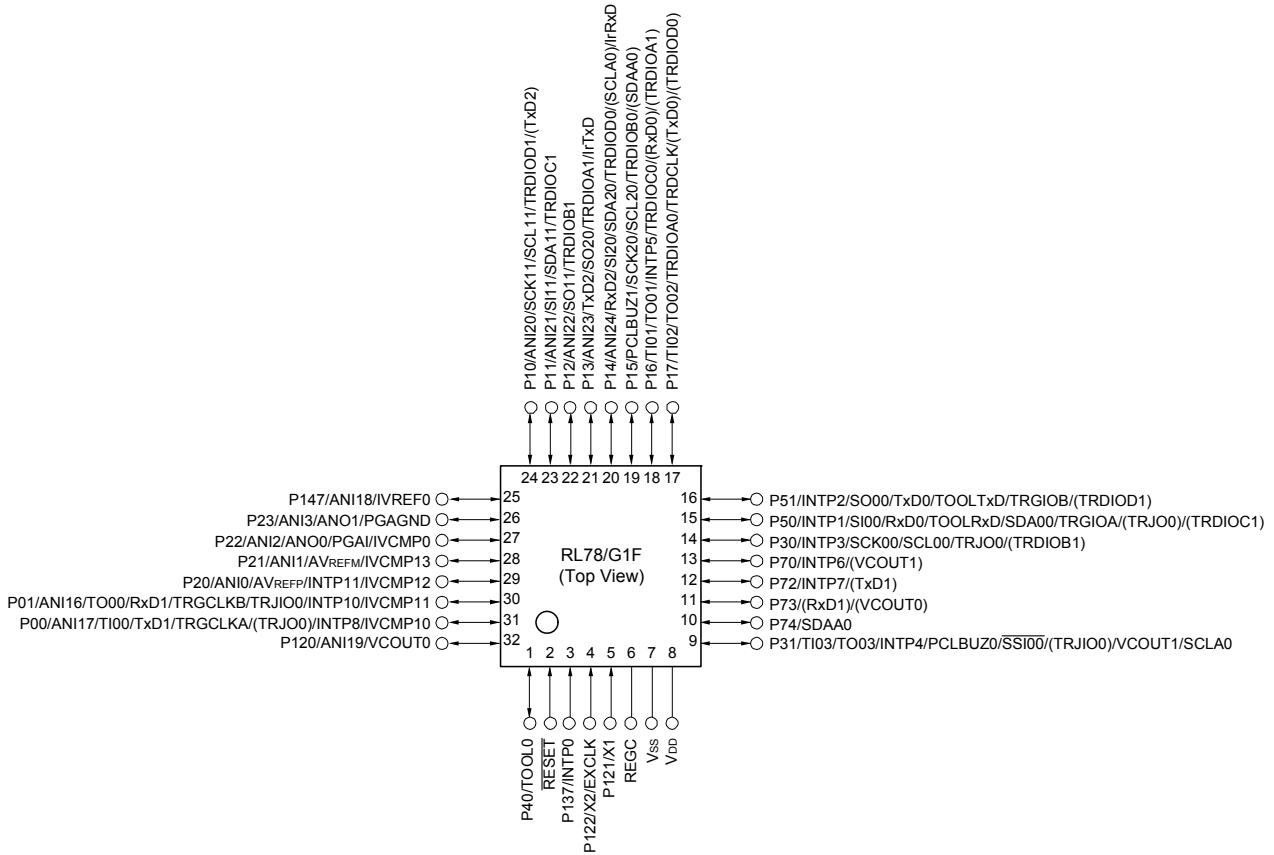 P10/ANI20/SCK11/SCL11/TRDIOD1/(TxD2)
P11/ANI21/SI11/SDA11/TRDIOC1
P12/ANI22/SO11/TRDIOB1
P13/ANI23/TxD2/SO20/TRDIOA1/IrTxD
P14/ANI24/RxD2/SI20/SDA20/TRDIOD0/(SCLA0)/IrRxD
P15/PCLBUZ1/SCK20/SCL20/TRDIOB0/(SDAA0)
P16/TI01/TO01/INTP5/TRDIOC0/(RxD0)/(TRDIOA1)
P17/TI02/TO02/TRDIOA0/TRDCLK/(TxD0)/(TRDIOD0)
24 23 22 21 20 19 18 17
P147/ANI18/IVREF0 25
P23/ANI3/ANO1/PGAGND 26
P22/ANI2/ANO0/PGAI/IVCMP0 27
P21/ANI1/AVREFM/IVCMP13 28
P20/ANI0/AVREFP/INTP11/IVCMP12 29
P01/ANI16/TO00/RxD1/TRGCLKB/TRJIO0/INTP10/IVCMP11 30
P00/ANI17/TI00/TxD1/TRGCLKA/(TRJO0)/INTP8/IVCMP10 31
P120/ANI19/VCOUT0 32
RL78/G1F
(Top View)
16 P51/INTP2/SO00/TxD0/TOOLTxD/TRGIOB/(TRDIOD1)
15 P50/INTP1/SI00/RxD0/TOOLRxD/SDA00/TRGIOA/(TRJO0)/(TRDIOC1)
14 P30/INTP3/SCK00/SCL00/TRJO0/(TRDIOB1)
13 P70/INTP6/(VCOUT1)
12 P72/INTP7/(TxD1)
11 P73/(RxD1)/(VCOUT0)
10 P74/SDAA0
9 P31/TI03/TO03/INTP4/PCLBUZ0/SSI00/(TRJIO0)/VCOUT1/SCLA0
1 2 3 4 5 6 7 8
P40/TOOL0
RESET
P137/INTP0
P122/X2/EXCLK
P121/X1
REGC
VSS
VDD